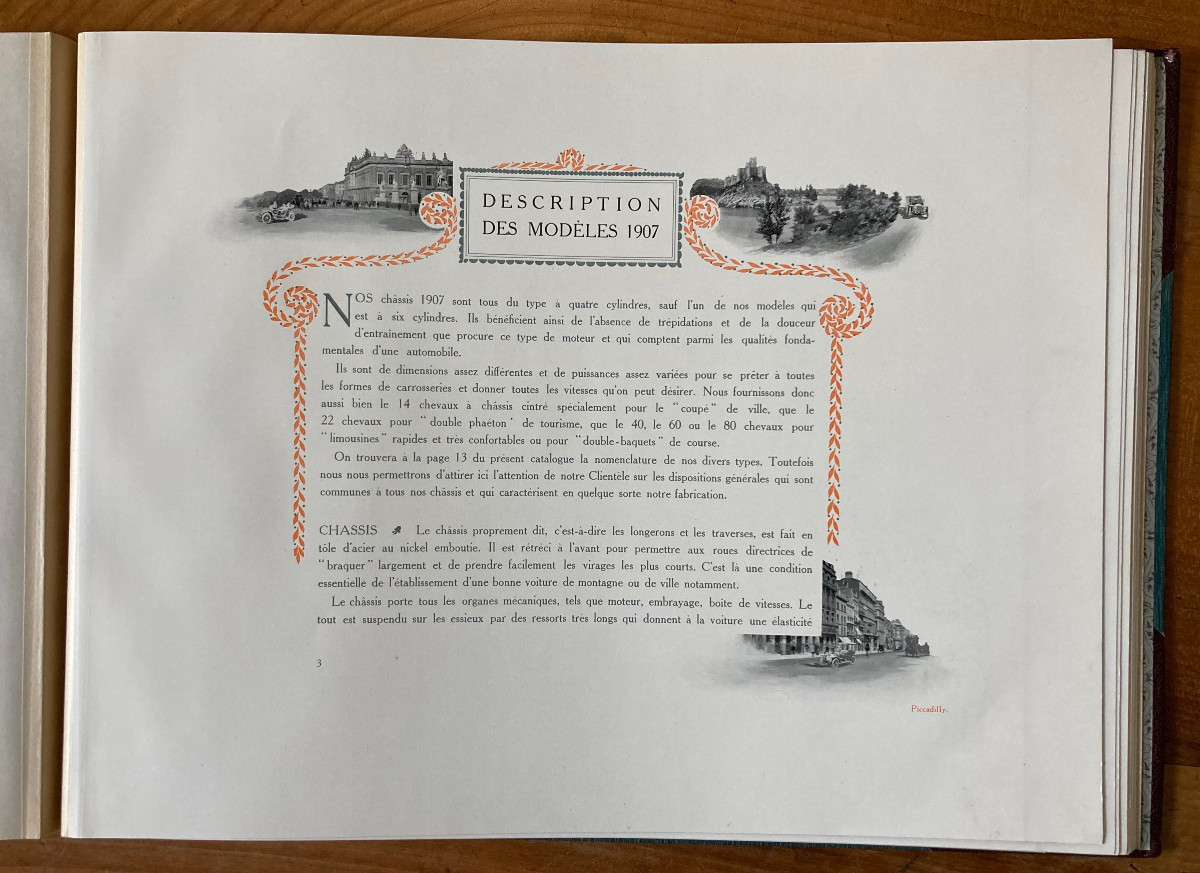 DESCRIPTION
DES MODÈLES 1907
NOS châssis 1907 sont tous du type à quatre cylindres, sauf l'un de nos modèles qui
est à six cylindres. Ils bénéficient ainsi de l'absence de trépidations et de la douceur
d'entraînement que procure ce type de moteur et qui comptent parmi les qualités fonda-
mentales d'une automobile.
Ils sont de dimensions assez différentes et de puissances assez variées pour se prêter à toutes
les formes de carrosseries et donner toutes les vitesses qu'on peut désirer. Nous fournissons donc
aussi bien le 14 chevaux à châssis cintré spécialement pour le "coupé" de ville, que le
22 chevaux pour "double phaéton' de tourisme, que le 40, le 60 ou le 80 chevaux pour
"limousines" rapides et très confortables ou pour "double-baquets" de course.
On trouvera à la page 13 du présent catalogue la nomenclature de nos divers types. Toutefois
nous nous permettrons d'attirer ici l'attention de notre Clientèle sur les dispositions générales qui sont
communes à tous nos châssis et qui caractérisent en quelque sorte notre fabrication.
CHASSIS Le châssis proprement dit, c'est-à-dire les longerons et les traverses, est fait en
tôle d'acier au nickel emboutie. Il est rétréci à l'avant pour permettre aux roues directrices de
"braquer" largement et de prendre facilement les virages les plus courts. C'est là une condition
essentielle de l'établissement d'une bonne voiture de montagne ou de ville notamment.
Le châssis porte tous les organes mécaniques, tels que moteur, embrayage, boîte de vitesses. Le
tout est suspendu sur les essieux par des ressorts très longs qui donnent à la voiture une élasticité
3
Piccadilly.